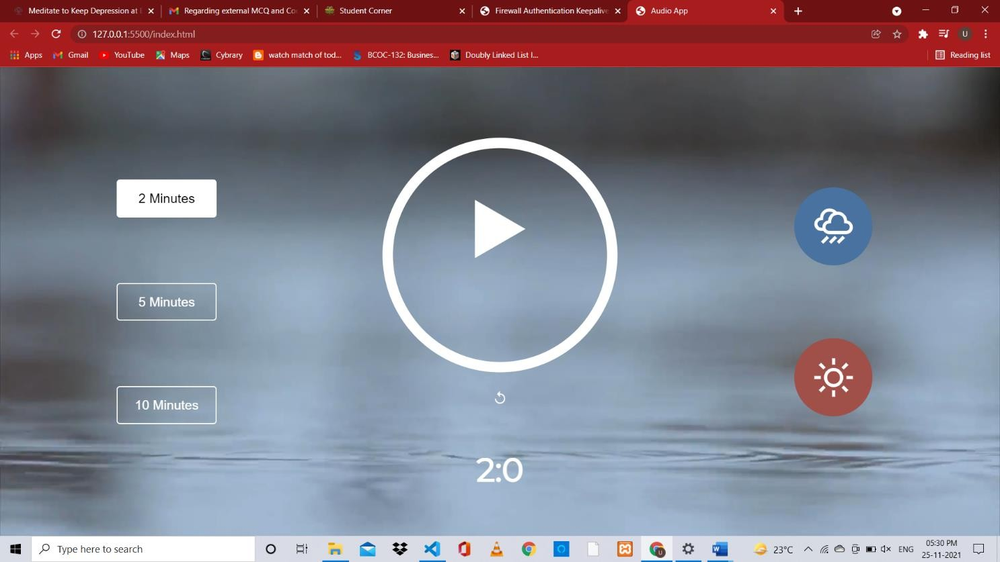 Meditate to Keep Depression at
Regarding external MCQ and Co
Student Corner
Firewall Authentication Keepalive
Audio App
127.0.0.1:5500/index.html
U
Apps
Gmail
YouTube
Maps
Cybrary
watch match of tod...
BCOC-132: Busines...
Doubly Linked List I...
Reading list
2 Minutes
5 Minutes
10 Minutes
2:0
Type here to search
23°C
ENG
05:30 PM
25-11-2021